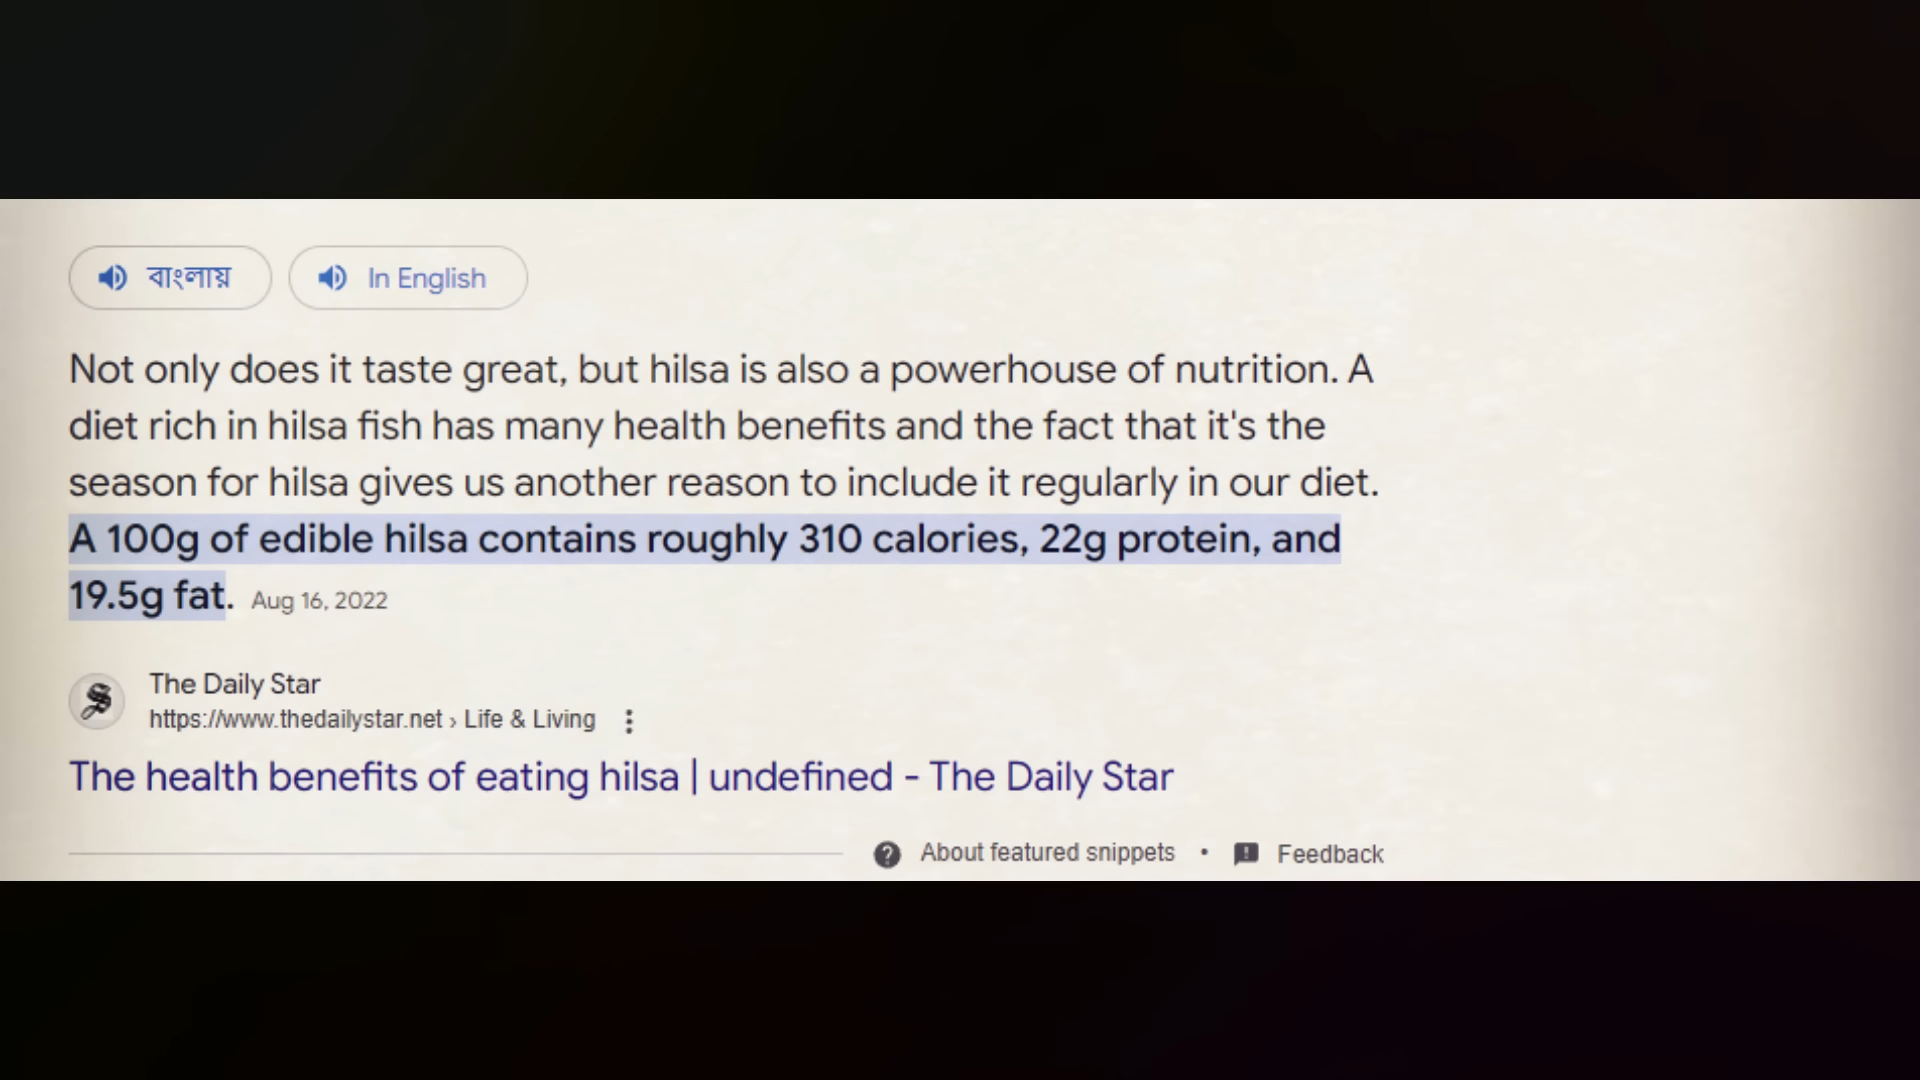 বাংলায় In English
Not only does it taste great, but hilsa is also a powerhouse of nutrition. A
diet rich in hilsa fish has many health benefits and the fact that it's the
season for hilsa gives us another reason to include it regularly in our diet.
A 100g of edible hilsa contains roughly 310 calories, 22g protein, and
19.5g fat. Aug 16, 2022
The Daily Star
https://www.thedailystar.net › Life & Living
The health benefits of eating hilsa | undefined - The Daily Star
About featured snippets • Feedback